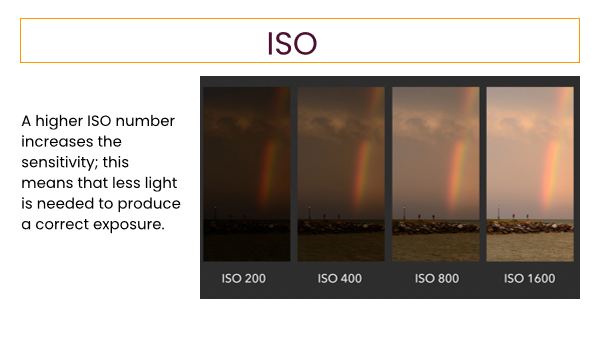 ISO
A higher ISO number
increases the
sensitivity; this
means that less light
is needed to produce
a correct exposure.
ISO 200
ISO 400
ISO 800
ISO 1600